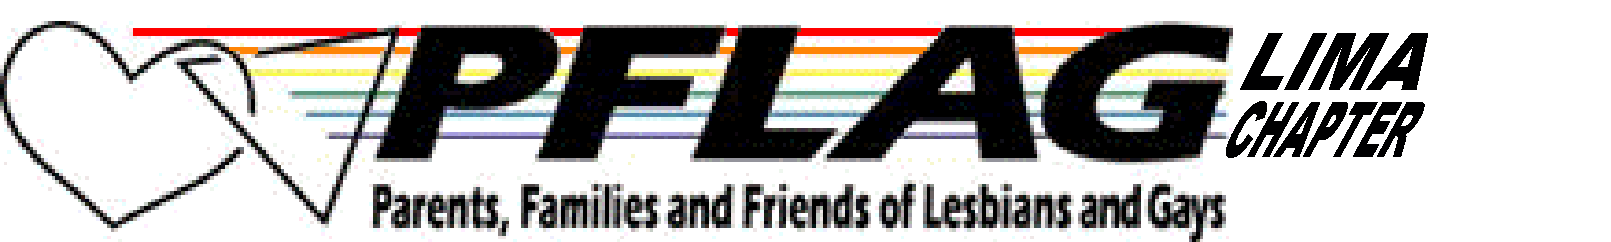 PFLAG
LIMA
CHAPTER
Parents, Families and Friends of Lesbians and Gays